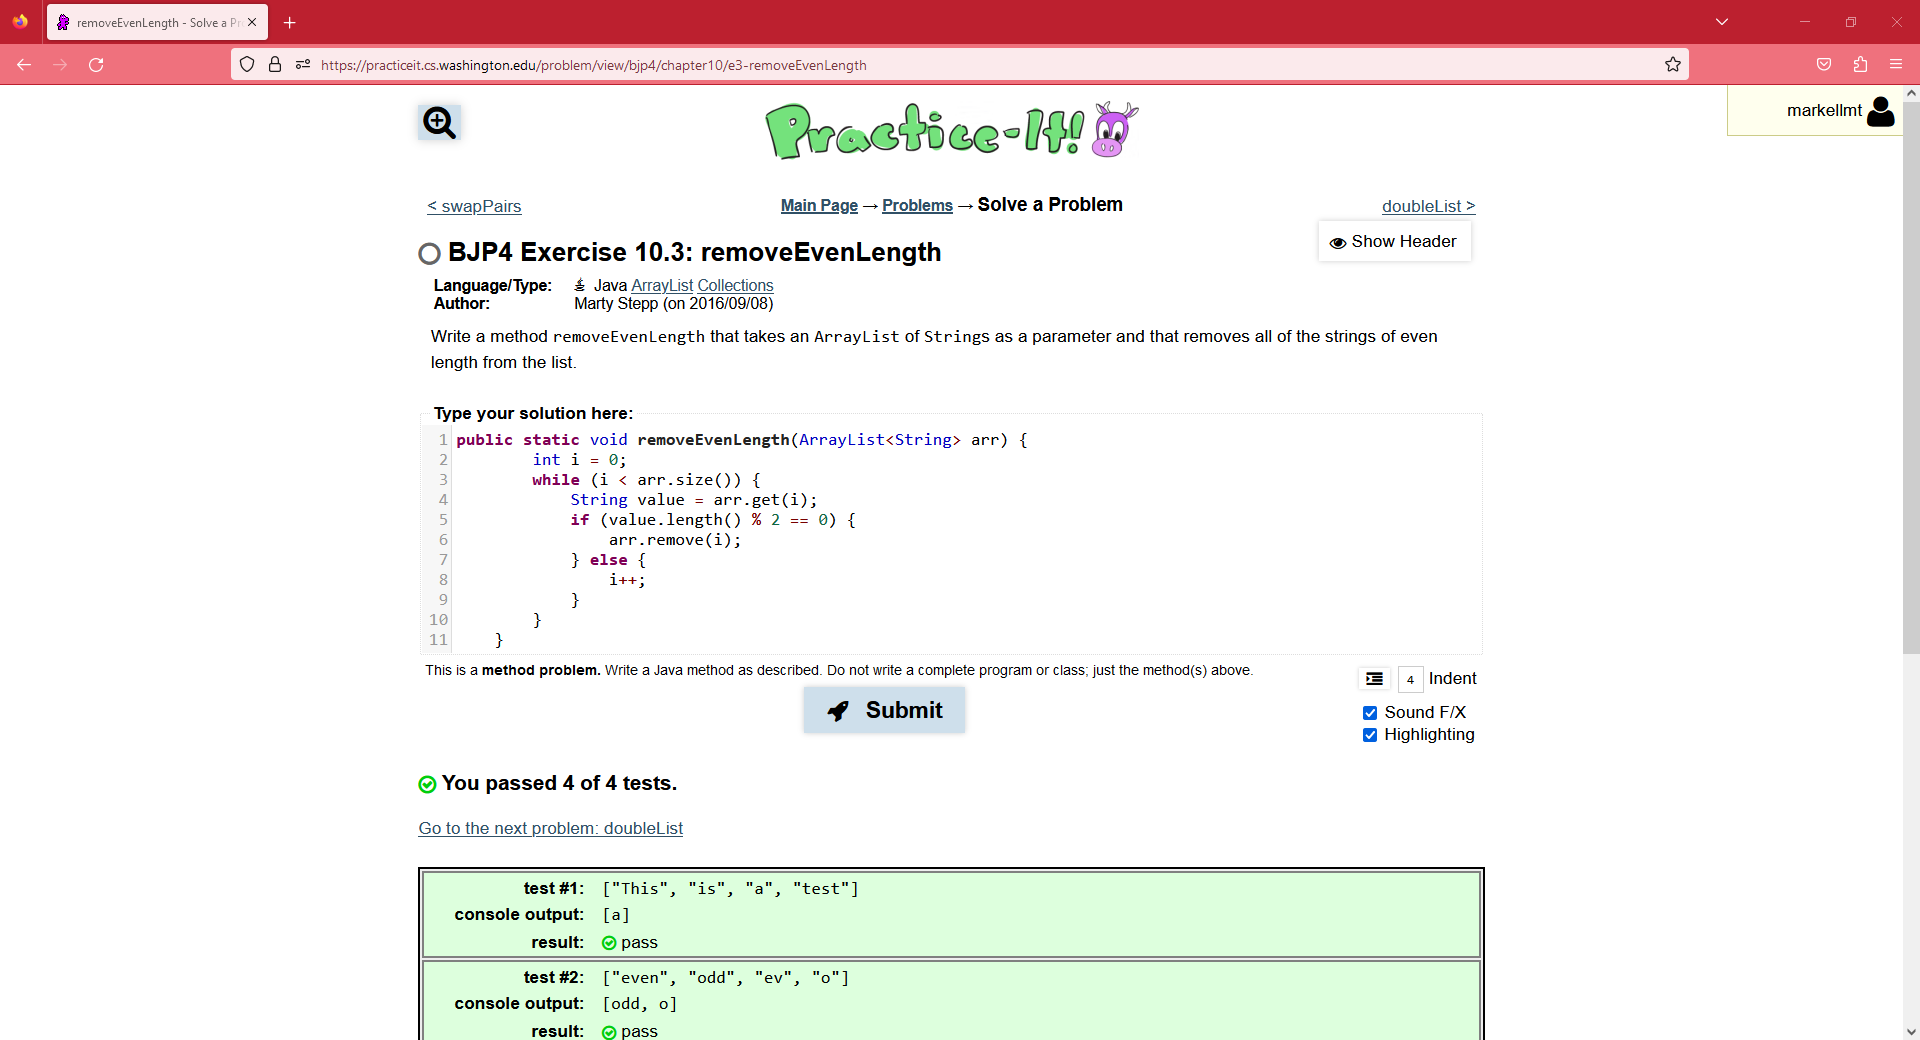 removeEvenLength - Solve a Pr
https://practiceit.cs.washington.edu/problem/view/bjp4/chapter10/e3-removeEvenLength
Practice-It!
markellmt
< swapPairs
Main Page → Problems → Solve a Problem
doubleList >
Show Header
BJP4 Exercise 10.3: removeEvenLength
Language/Type: Java ArrayList Collections
Author: Marty Stepp (on 2016/09/08)
Write a method removeEvenLength that takes an ArrayList of Strings as a parameter and that removes all of the strings of even
length from the list.
Type your solution here:
1 public static void removeEvenLength(ArrayList<String> arr) {
2         int i = 0;
3         while (i < arr.size()) {
4             String value = arr.get(i);
5             if (value.length() % 2 == 0) {
6                 arr.remove(i);
7             } else {
8                 i++;
9             }
10         }
11     }
This is a method problem. Write a Java method as described. Do not write a complete program or class; just the method(s) above.
4 Indent
Submit
Sound F/X
Highlighting
You passed 4 of 4 tests.
Go to the next problem: doubleList
test #1: ["This", "is", "a", "test"]
console output: [a]
result: pass
test #2: ["even", "odd", "ev", "o"]
console output: [odd, o]
result: pass